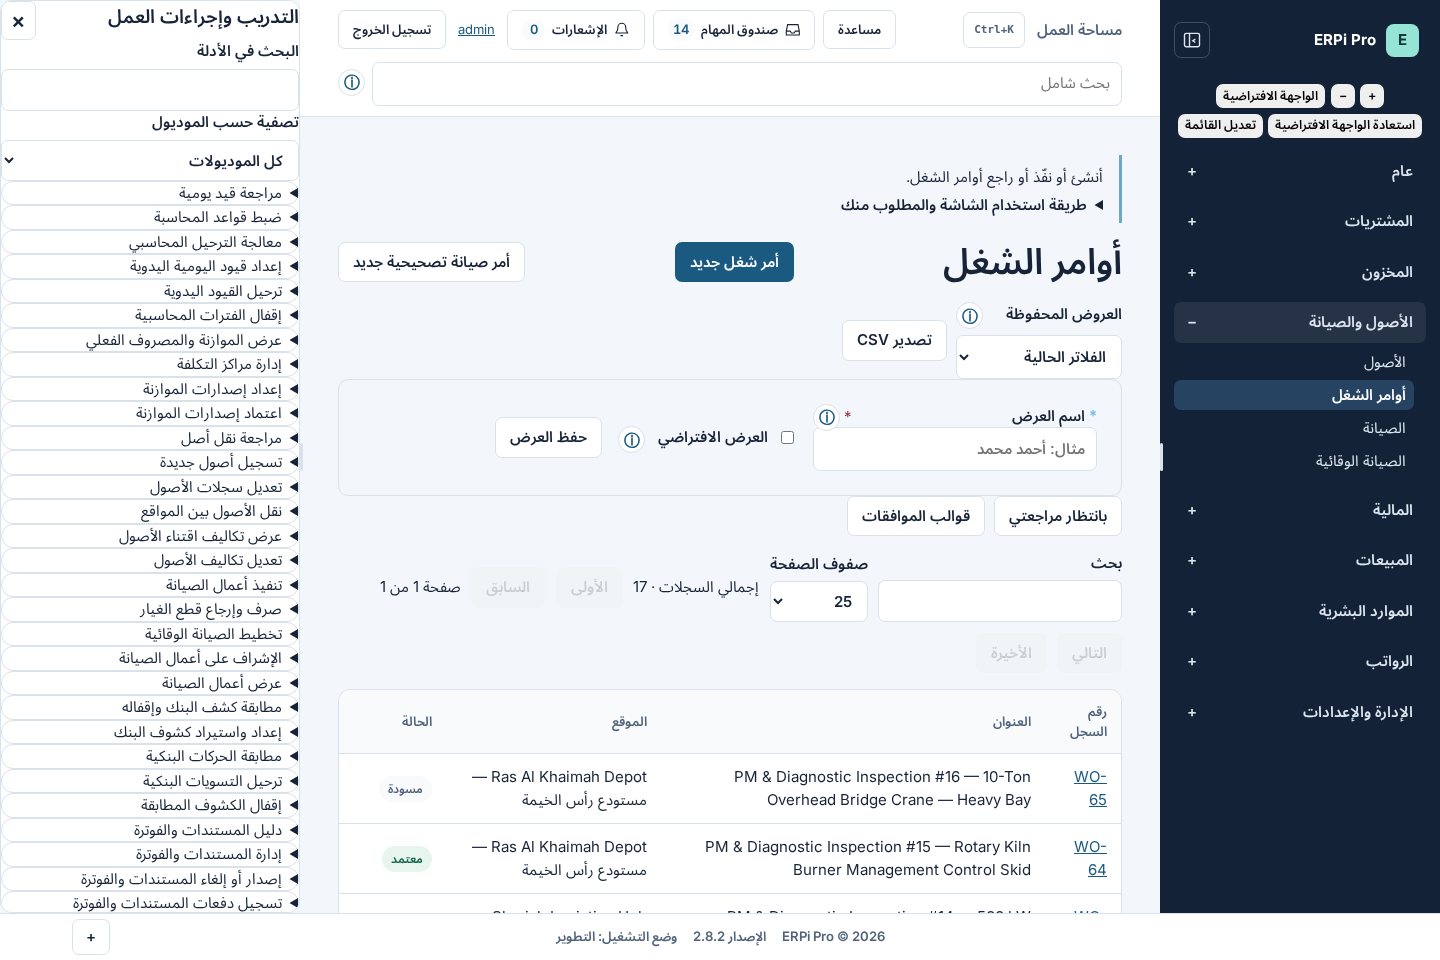 E
ERPi Pro
+
−
الواجهة الافتراضية
استعادة الواجهة الافتراضية
تعديل القائمة
عام
+
المشتريات
+
المخزون
+
الأصول والصيانة
−
الأصول
أوامر الشغل
الصيانة
الصيانة الوقائية
المالية
+
المبيعات
+
الموارد البشرية
+
الرواتب
+
الإدارة والإعدادات
+
مساحة العمل
Ctrl+K
مساعدة
صندوق المهام 14
الإشعارات 0
admin
تسجيل الخروج
بحث شامل
أنشئ أو نفّذ أو راجع أوامر الشغل.
طريقة استخدام الشاشة والمطلوب منك
أوامر الشغل
أمر شغل جديد
أمر صيانة تصحيحية جديد
العروض المحفوظة
الفلاتر الحالية
تصدير CSV
* اسم العرض *
مثال: أحمد محمد
العرض الافتراضي
حفظ العرض
بانتظار مراجعتي
قوالب الموافقات
بحث
صفوف الصفحة
25
إجمالي السجلات · 17
الأولى
السابق
صفحة 1 من 1
التالي
الأخيرة
رقم السجل
العنوان
الموقع
الحالة
WO-65
PM & Diagnostic Inspection #16 — 10-Ton
Overhead Bridge Crane — Heavy Bay
Ras Al Khaimah Depot —
مستودع رأس الخيمة
مسودة
WO-64
PM & Diagnostic Inspection #15 — Rotary Kiln
Burner Management Control Skid
Ras Al Khaimah Depot —
مستودع رأس الخيمة
معتمد
التدريب وإجراءات العمل
×
البحث في الأدلة
تصفية حسب الموديول
كل الموديولات
مراجعة قيد يومية
ضبط قواعد المحاسبة
معالجة الترحيل المحاسبي
إعداد قيود اليومية اليدوية
ترحيل القيود اليدوية
إقفال الفترات المحاسبية
عرض الموازنة والمصروف الفعلي
إدارة مراكز التكلفة
إعداد إصدارات الموازنة
اعتماد إصدارات الموازنة
مراجعة نقل أصل
تسجيل أصول جديدة
تعديل سجلات الأصول
نقل الأصول بين المواقع
عرض تكاليف اقتناء الأصول
تعديل تكاليف الأصول
تنفيذ أعمال الصيانة
صرف وإرجاع قطع الغيار
تخطيط الصيانة الوقائية
الإشراف على أعمال الصيانة
عرض أعمال الصيانة
مطابقة كشف البنك وإقفاله
إعداد واستيراد كشوف البنك
مطابقة الحركات البنكية
ترحيل التسويات البنكية
إقفال الكشوف المطابقة
دليل المستندات والفوترة
إدارة المستندات والفوترة
إصدار أو إلغاء المستندات والفوترة
تسجيل دفعات المستندات والفوترة
ERPi Pro © 2026
الإصدار 2.8.2
وضع التشغيل: التطوير
+